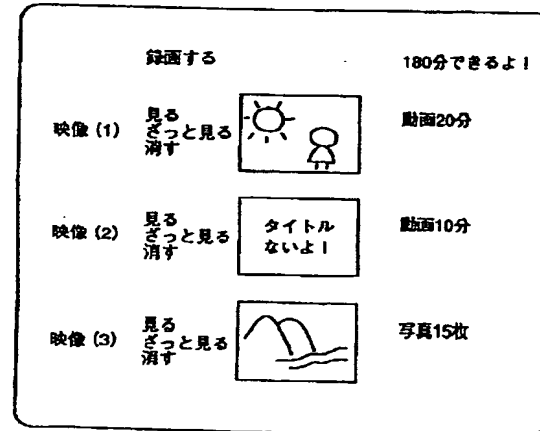 録画する 180分できるよ!
映像(1) 見る 動画20分
ざっと見る
消す
映像(2) 見る 動画10分
ざっと見る
消す
タイトル
ないよ!
映像(3) 見る 写真15枚
ざっと見る
消す